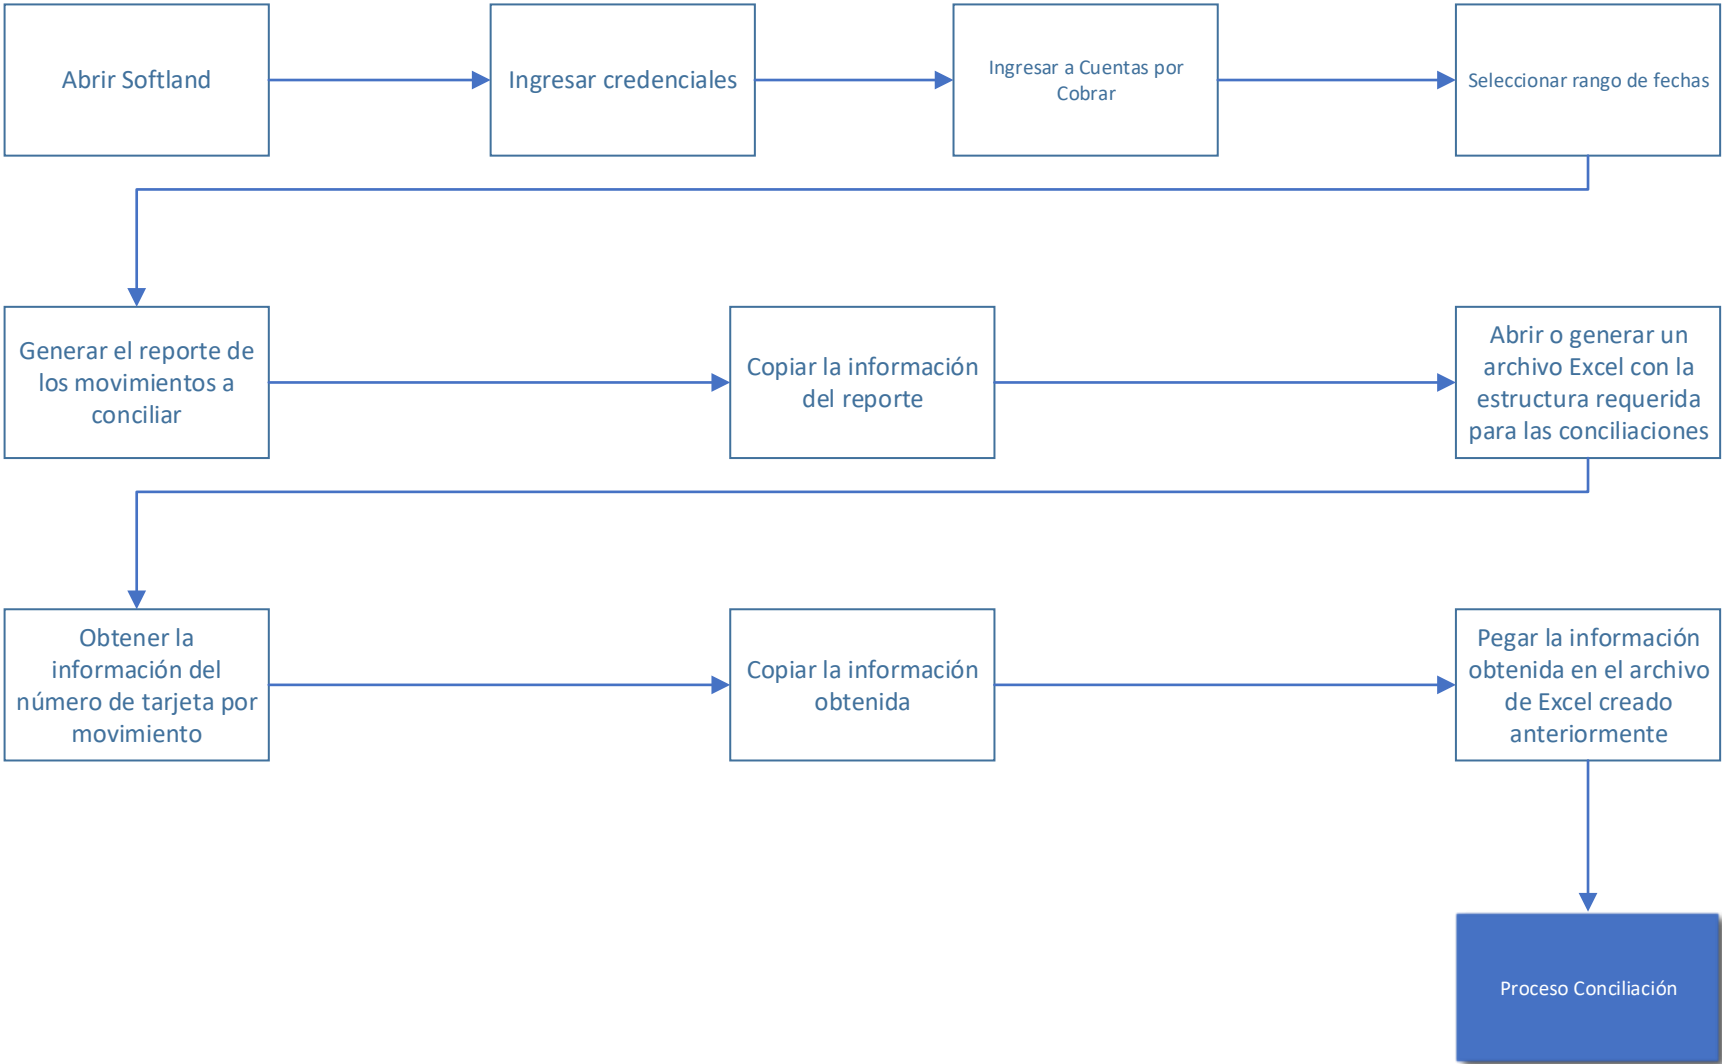 Abrir Softland
Ingresar credenciales
Ingresar a Cuentas por
Cobrar
Seleccionar rango de fechas
Generar el reporte de
los movimientos a
conciliar
Copiar la información
del reporte
Abrir o generar un
archivo Excel con la
estructura requerida
para las conciliaciones
Obtener la
información del
número de tarjeta por
movimiento
Copiar la información
obtenida
Pegar la información
obtenida en el archivo
de Excel creado
anteriormente
Proceso Conciliación